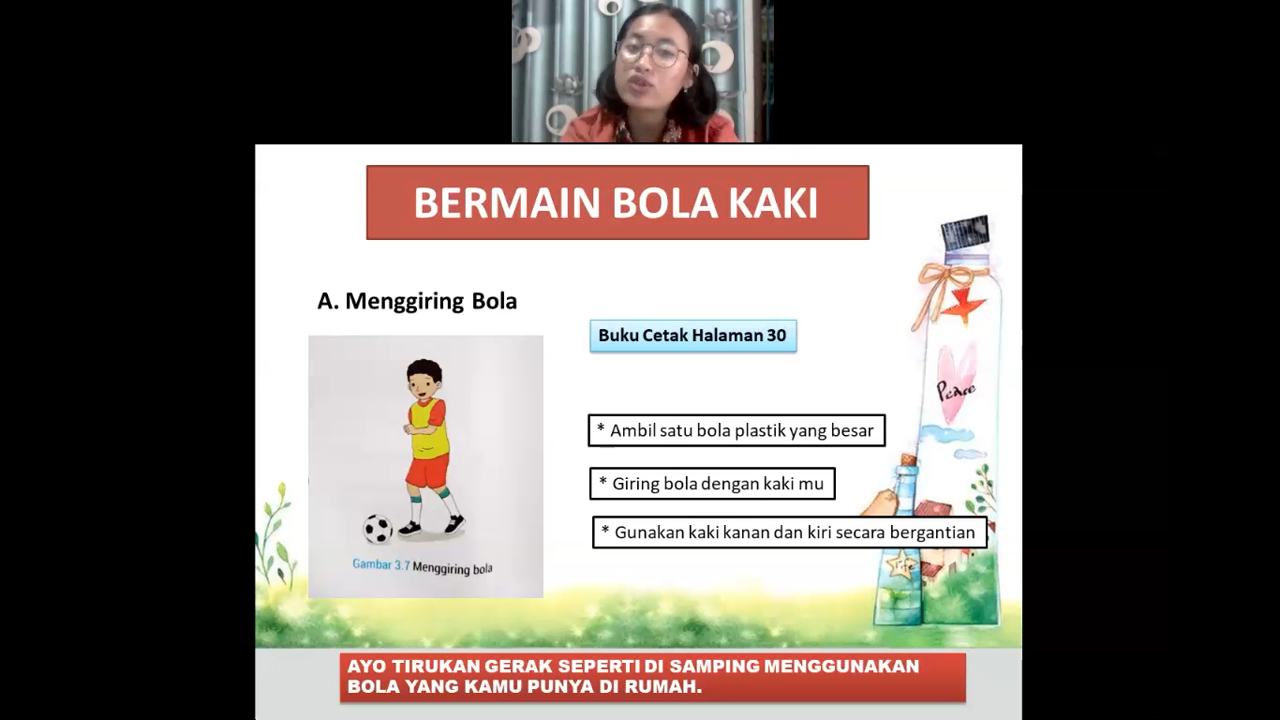 BERMAIN BOLA KAKI
A. Menggiring Bola
Buku Cetak Halaman 30
* Ambil satu bola plastik yang besar
* Giring bola dengan kaki mu
* Gunakan kaki kanan dan kiri secara bergantian
Gambar 3.7 Menggiring bola
Peace
life
AYO TIRUKAN GERAK SEPERTI DI SAMPING MENGGUNAKAN
BOLA YANG KAMU PUNYA DI RUMAH.